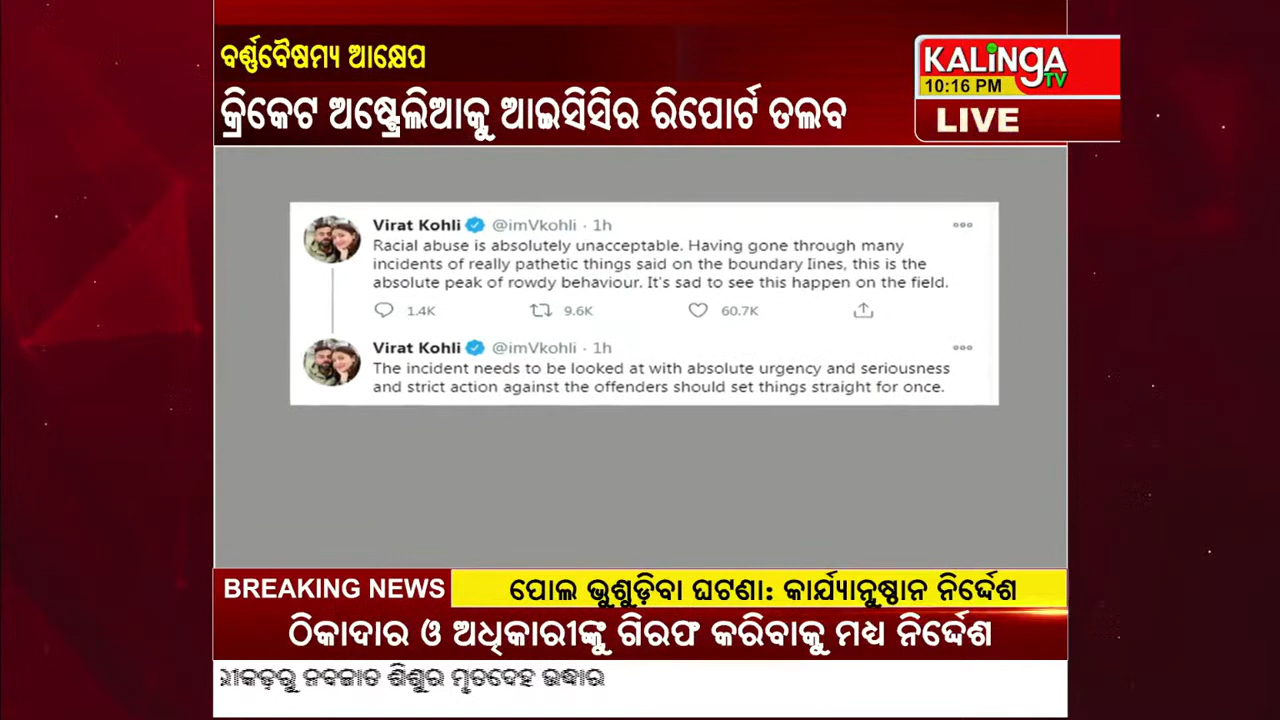 ବର୍ଣ୍ଣବୈଷମ୍ୟ ଆକ୍ଷେପ
କ୍ରିକେଟ ଅଷ୍ଟ୍ରେଲିଆକୁ ଆଇସିସିର ରିପୋର୍ଟ ତଲବ
KALINGA
TV
10:16 PM
LIVE
Virat Kohli @imVkohli · 1h
Racial abuse is absolutely unacceptable. Having gone through many
incidents of really pathetic things said on the boundary Iines, this is the
absolute peak of rowdy behaviour. It's sad to see this happen on the field.
1.4K 9.6K 60.7K
Virat Kohli @imVkohli · 1h
The incident needs to be looked at with absolute urgency and seriousness
and strict action against the offenders should set things straight for once.
BREAKING NEWS ପୋଲ ଭୁଶୁଡ଼ିବା ଘଟଣା: କାର୍ଯ୍ୟାନୁଷ୍ଠାନ ନିର୍ଦ୍ଦେଶ
ଠିକାଦାର ଓ ଅଧିକାରୀଙ୍କୁ ଗିରଫ କରିବାକୁ ମଧ୍ୟ ନିର୍ଦ୍ଦେଶ
ନବଜାତ ଶିଶୁର ମୃତଦେହ ଉଦ୍ଧାର